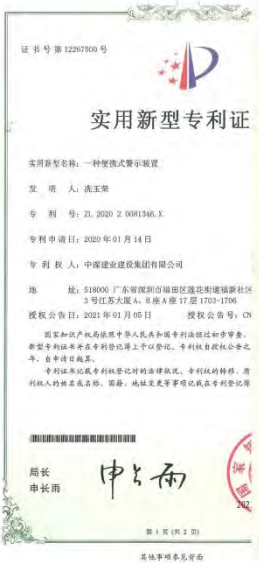 证书号第12267500号
实用新型专利证
实用新型名称：一种便携式警示装置
发 明 人：冼玉荣
专 利 号：ZL 2020 2 0081346.X
专利申请日：2020年01月14日
专 利 权 人：中深建业建设集团有限公司
地 址：518000 广东省深圳市福田区莲花街道福新社区
3号江苏大厦A、B座A座17层1703-1706
授权公告日：2021年01月05日 授权公告号：CN
国家知识产权局依照中华人民共和国专利法经过初步审查，
新型专利证书并在专利登记簿上予以登记。专利权自授权公告之
年，自申请日起算。
专利证书记载专利权登记时的法律状况。专利权的转移、质
利权人的姓名或名称、国籍、地址变更等事项记载在专利登记簿
局长
申长雨
申长雨
国家知
202
第 1 页 (共 2 页)
其他事项参见背面